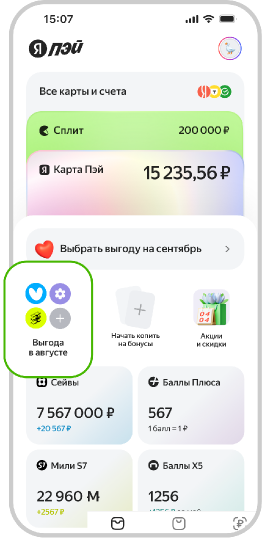 15:07
Я ПЭЙ
Все карты и счета
Сплит
200 000 ₽
Карта Пэй
15 235,56 ₽
Выбрать выгоду на сентябрь
Выгода
в августе
Начать копить
на бонусы
Акции
и скидки
Сейвы
7 567 000 ₽
+20 567 ₽
Баллы Плюса
567
1 балл = 1 ₽
Мили S7
22 960 М
+2567 ₽
Баллы X5
1256